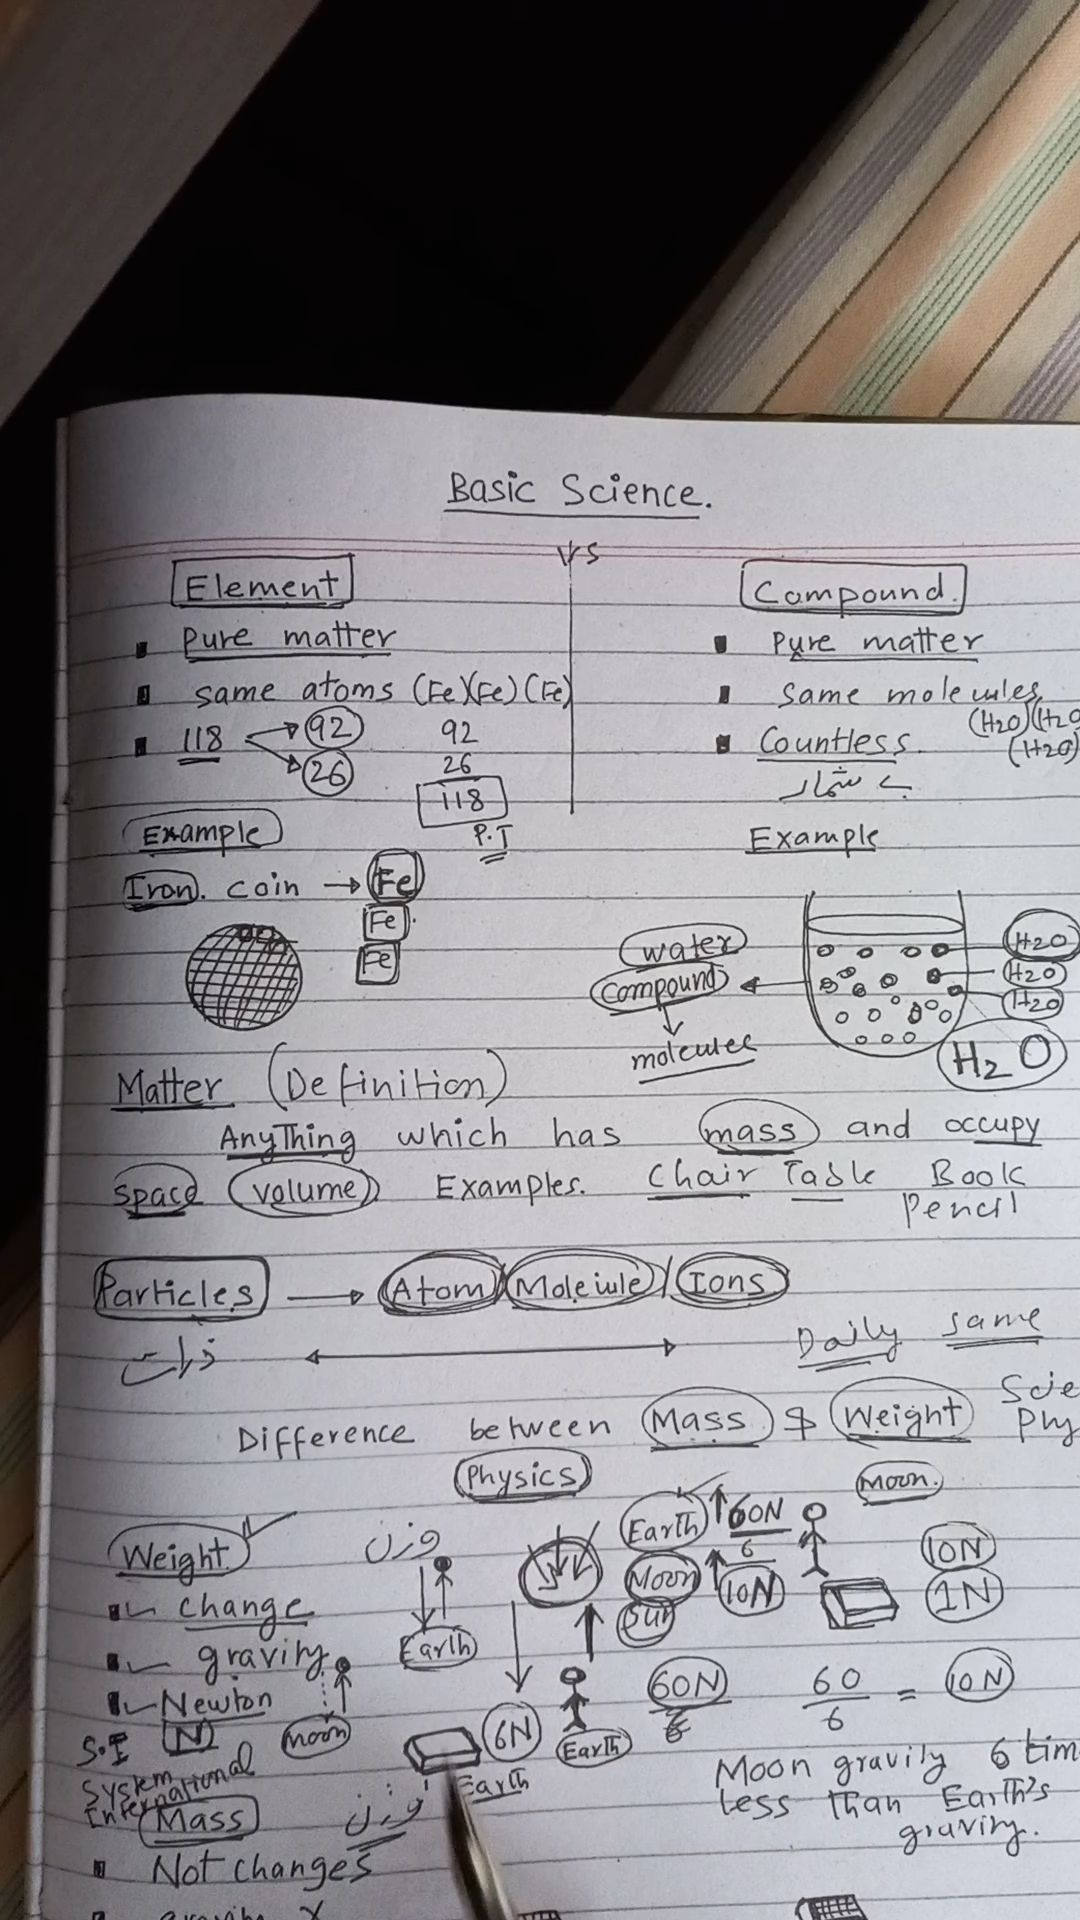 Basic Science.
vs
Element
Pure matter
same atoms (Fe)(Fe)(Fe)
118 92
26
92
26
118
P.T
Compound.
Pure matter
Same molecules
(H2O)(H2O
(H2O)
Countless.
بے شمار
Example
Iron. coin → Fe
Fe
Fe
Example
water
compound
molecules
H2O
H2O
H2O
H2O
Matter (Definition)
AnyThing which has mass and occupy
space (volume) Examples. Chair Table Book
Pencil
Particles → Atom/Molecule/Ions
ذرات
Daily same
Difference between Mass & Weight Scie
Phy
Physics
Weight
وزن
change
gravity
Newton
S.I N
System
International
Earth
Moon
Earth 60N
6
Moon 10N
Sun
Moon.
10N
1N
6N
Earth
Earth
60N
6
60
6
= 10N
Moon gravity 6 tim
less than Earth's
gravity.
Mass
وزن
Not changes
gravity X